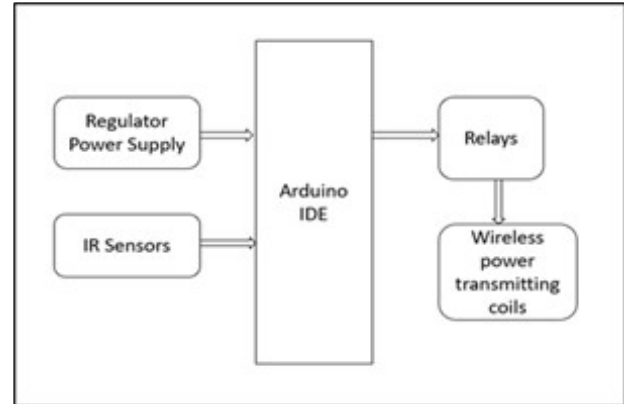 Regulator
Power Supply
IR Sensors
Arduino
IDE
Relays
Wireless
power
transmitting
coils